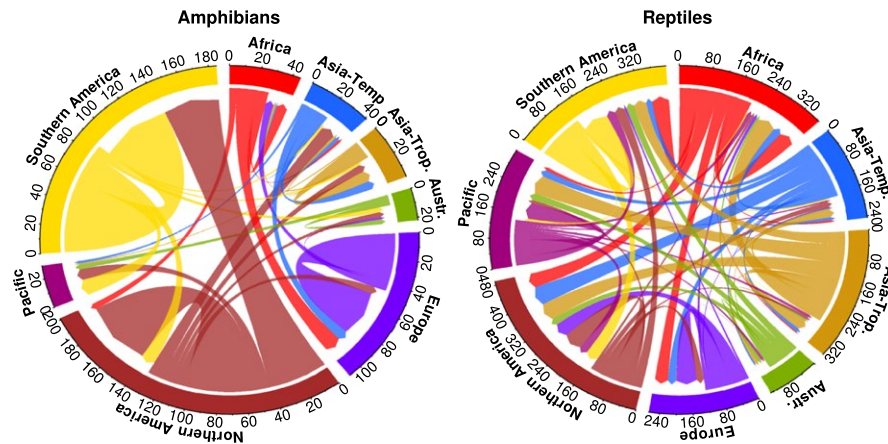 Amphibians
Southern America
0 20 40 60 80 100 120 140 160 180
Africa
0 20 40
Asia-Temp
0 20 40
Asia-Trop.
0 20
Austr.
0 20
Europe
0 20 40 60 80 100
Northern America
0 20 40 60 80 100 120 140 160 180 200
Pacific
0 20
Reptiles
Southern America
0 80 160 240 320
Africa
0 80 160 240 320
Asia-Temp.
0 80 160 240
Asia-Trop
0 80 160 240 320
Austr.
0 80
Europe
0 80 160 240
Northern America
0 80 160 240 320 400 480
Pacific
0 80 160 240